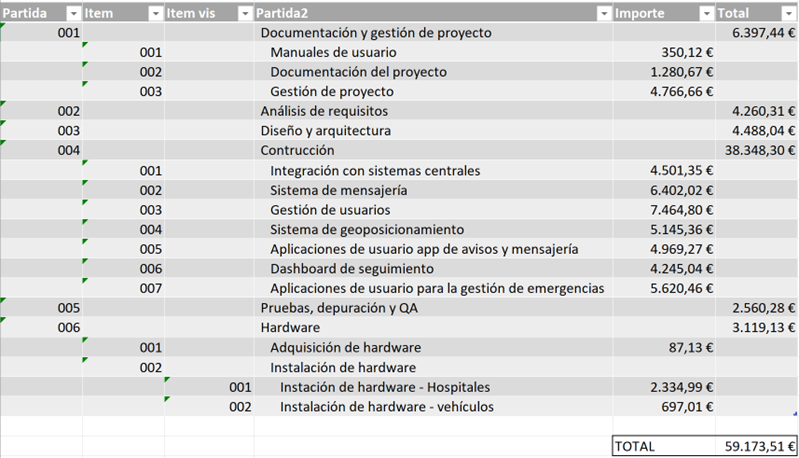 Partida Item Item vis Partida2 Importe Total
001 Documentación y gestión de proyecto 6.397,44 €
001 Manuales de usuario 350,12 €
002 Documentación del proyecto 1.280,67 €
003 Gestión de proyecto 4.766,66 €
002 Análisis de requisitos 4.260,31 €
003 Diseño y arquitectura 4.488,04 €
004 Contrucción 38.348,30 €
001 Integración con sistemas centrales 4.501,35 €
002 Sistema de mensajería 6.402,02 €
003 Gestión de usuarios 7.464,80 €
004 Sistema de geoposicionamiento 5.145,36 €
005 Aplicaciones de usuario app de avisos y mensajería 4.969,27 €
006 Dashboard de seguimiento 4.245,04 €
007 Aplicaciones de usuario para la gestión de emergencias 5.620,46 €
005 Pruebas, depuración y QA 2.560,28 €
006 Hardware 3.119,13 €
001 Adquisición de hardware 87,13 €
002 Instalación de hardware
001 Instación de hardware - Hospitales 2.334,99 €
002 Instalación de hardware - vehículos 697,01 €
TOTAL 59.173,51 €